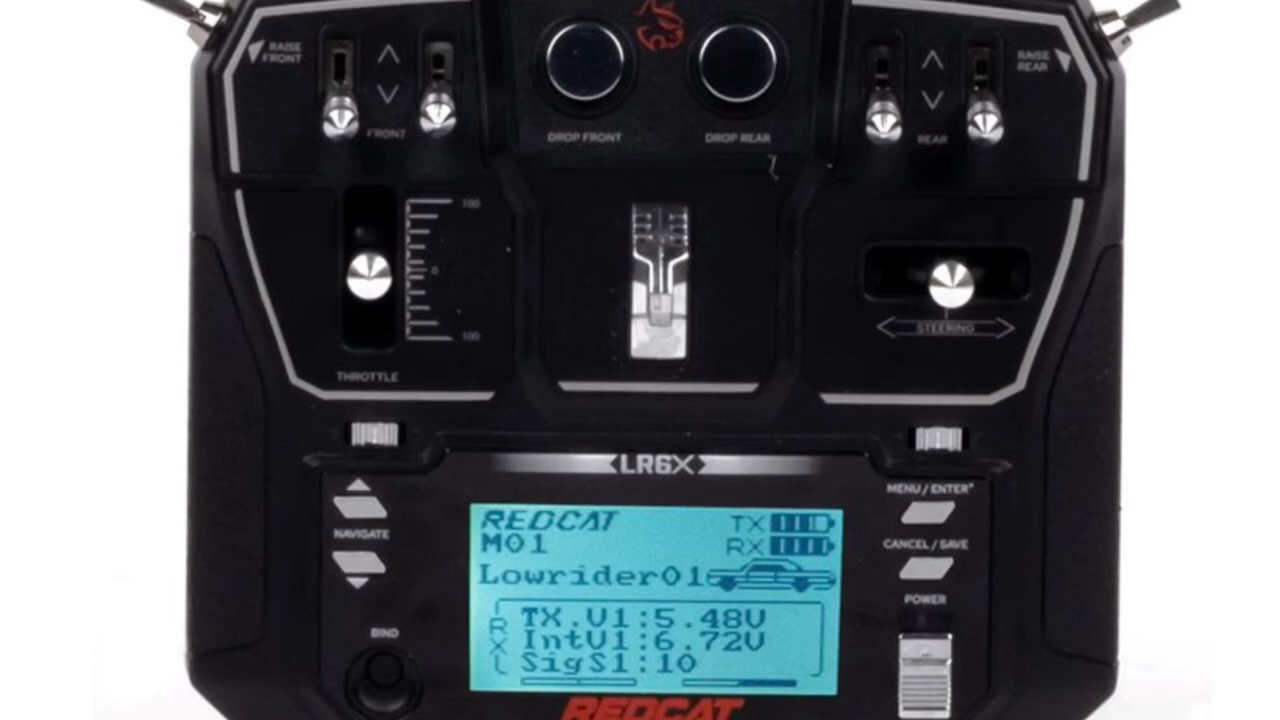 RAISE
FRONT
FRONT
DROP FRONT
DROP REAR
REAR
RAISE
REAR
100
0
100
THROTTLE
STEERING
LR6X
NAVIGATE
BIND
REDCAT
M01
TX
RX
Lowrider01
RX
TX.V1:5.48V
IntV1:6.72V
SigS1:10
MENU / ENTER*
CANCEL / SAVE
POWER
REDCAT